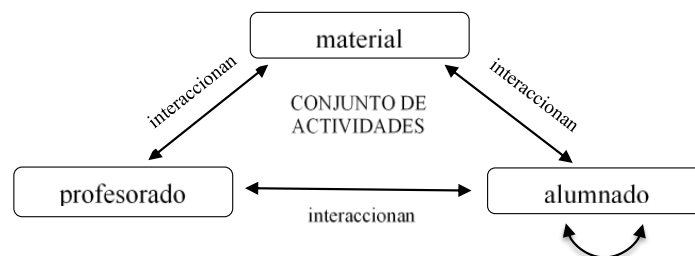 material
interaccionan
interaccionan
CONJUNTO DE
ACTIVIDADES
profesorado
alumnado
interaccionan